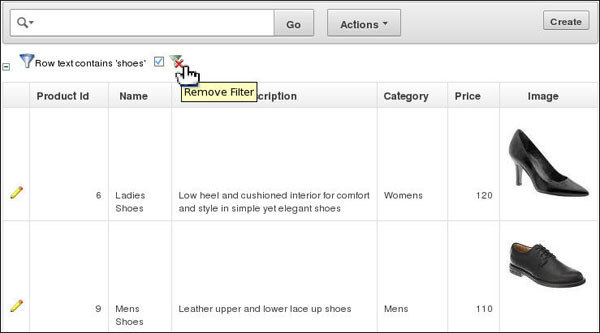 Go
Actions
Create
Row text contains 'shoes'
Remove Filter
Product Id
Name
cription
Category
Price
Image
6
Ladies
Shoes
Low heel and cushioned interior for comfort
and style in simple yet elegant shoes
Womens
120
9
Mens
Shoes
Leather upper and lower lace up shoes
Mens
110